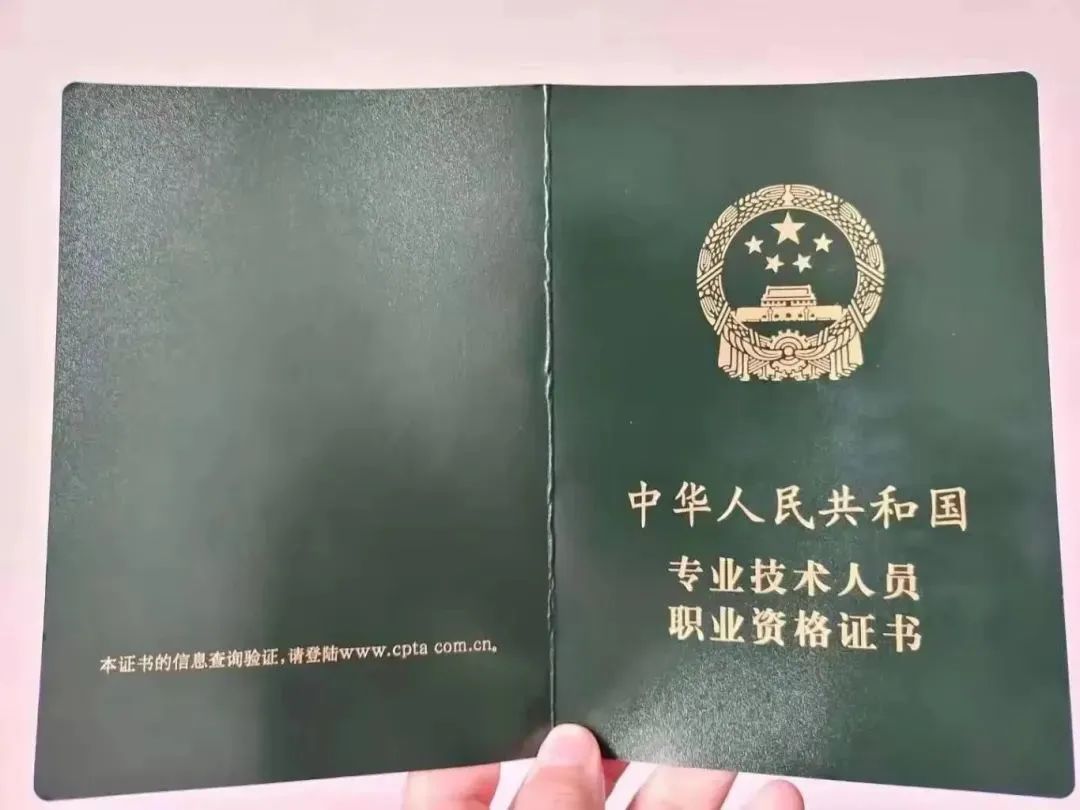 中华人民共和国
专业技术人员
职业资格证书
本证书的信息查询验证,请登陆www.cpta com.cn。